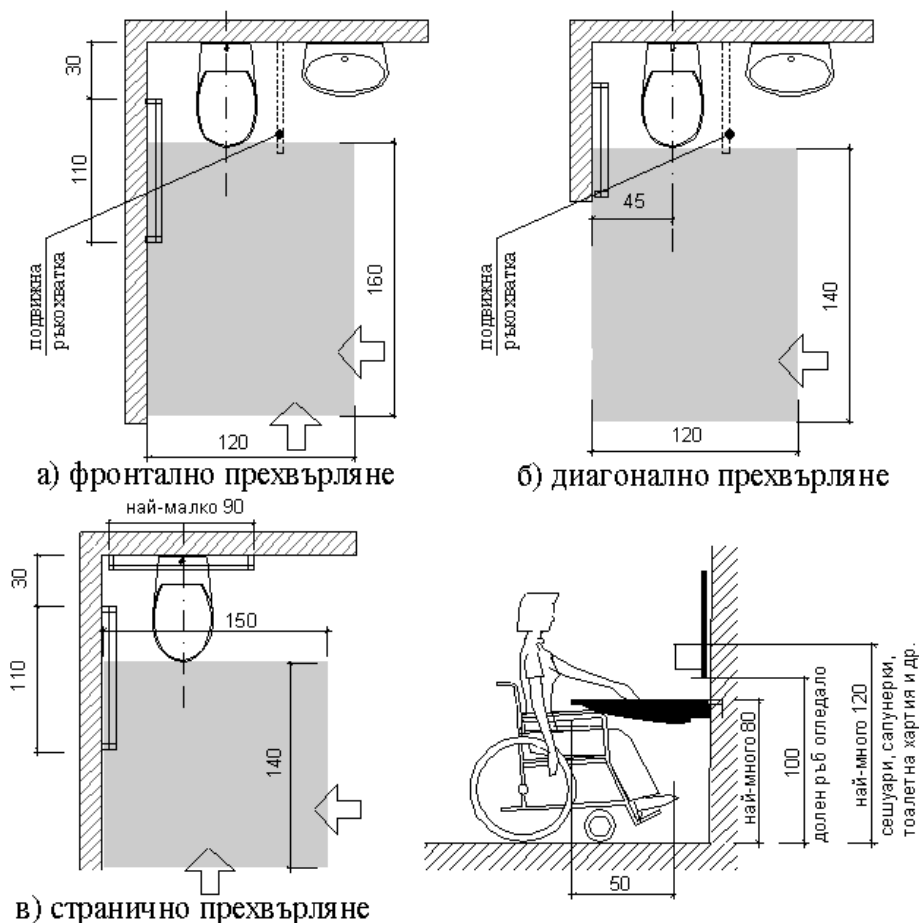 30
110
подвижна
ръкохватка
160
120
а) фронтално прехвърляне
45
подвижна
ръкохватка
140
120
б) диагонално прехвърляне
най-малко 90
30
110
150
140
в) странично прехвърляне
50
най-много 80
100
долен ръб огледало
най-много 120
сешуари, сапунерки,
тоалетна хартия и др.